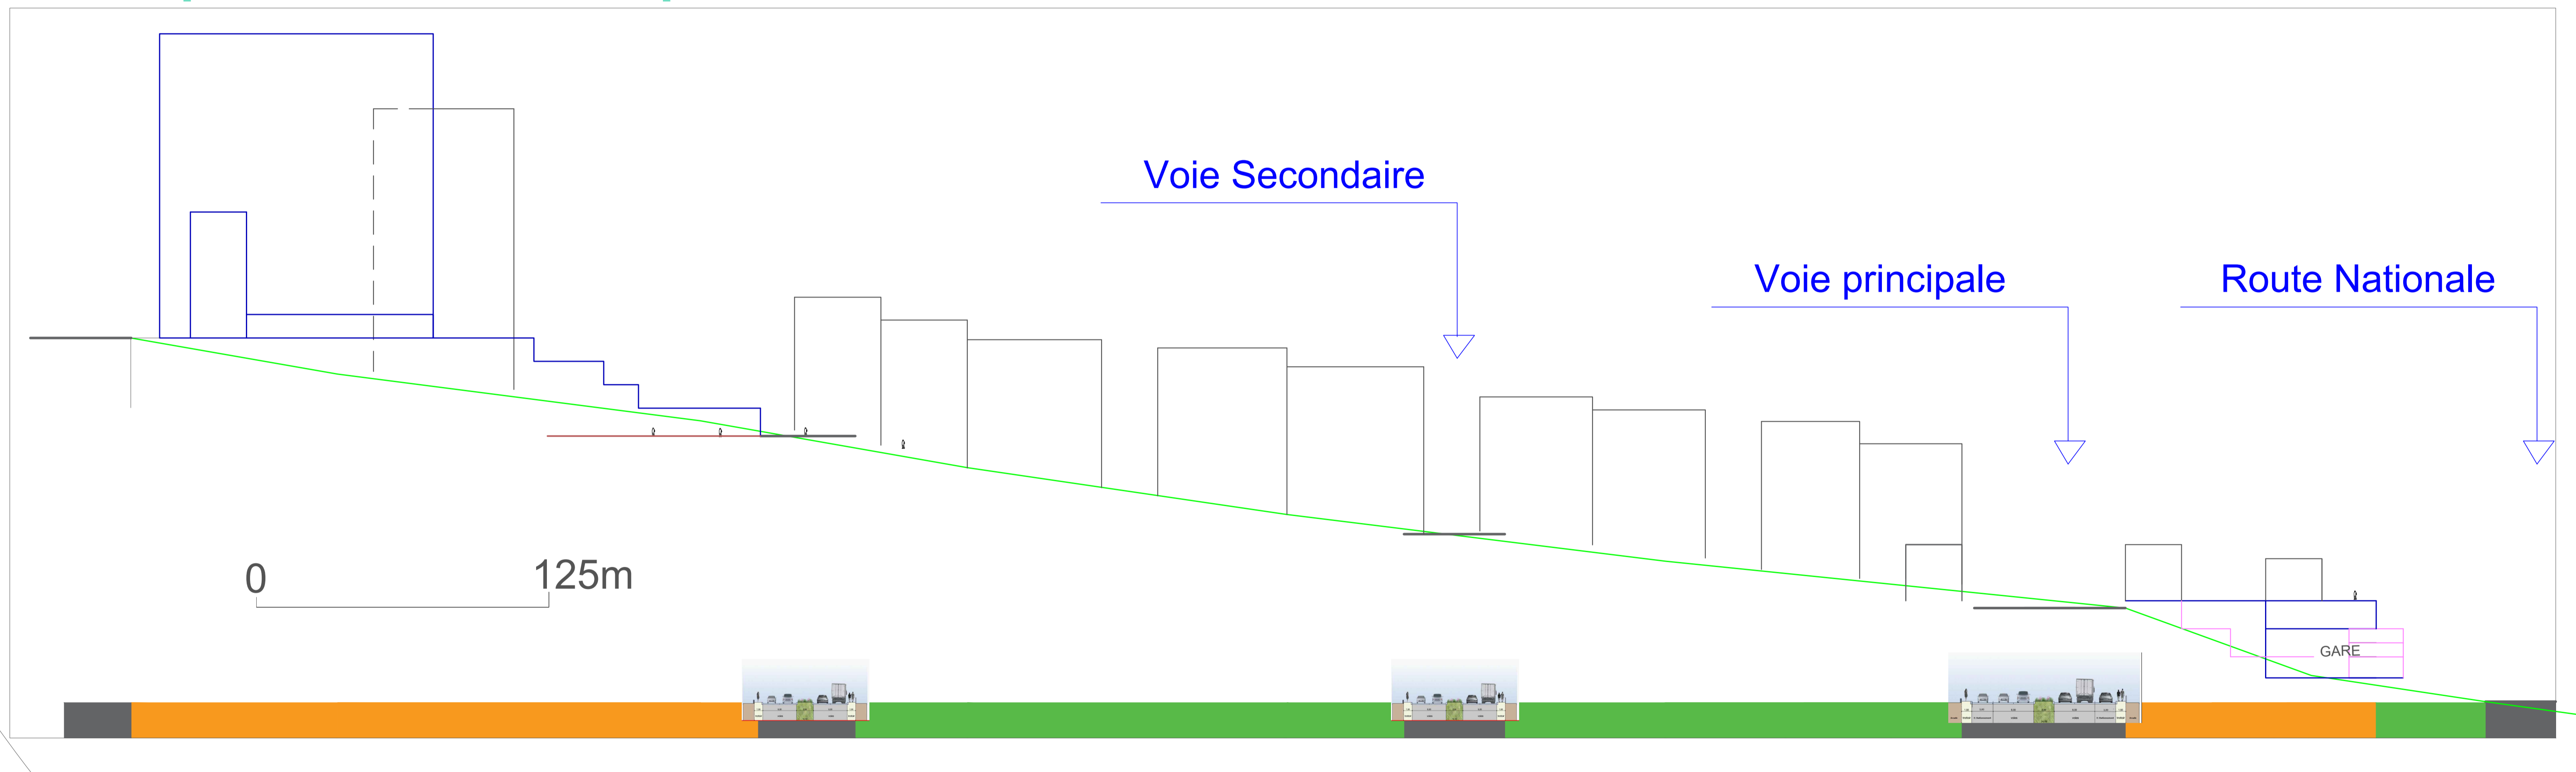 Voie Secondaire
Voie principale
Route Nationale
0
125m
GARE